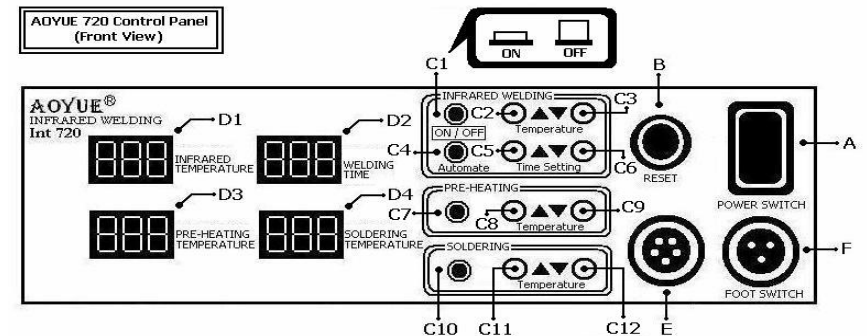 AOYUE 720 Control Panel
(Front View)
ON OFF
C1
B
AOYUE®
INFRARED WELDING
Int 720
D1
D2
INFRARED
TEMPERATURE
WELDING
TIME
D3
D4
PRE-HEATING
TEMPERATURE
SOLDERING
TEMPERATURE
INFRARED WELDING
C2
C3
ON / OFF
Temperature
C4
C5
C6
Automate
Time Setting
PRE-HEATING
C7
C8
C9
Temperature
SOLDERING
Temperature
C10
C11
C12
RESET
A
POWER SWITCH
F
FOOT SWITCH
E